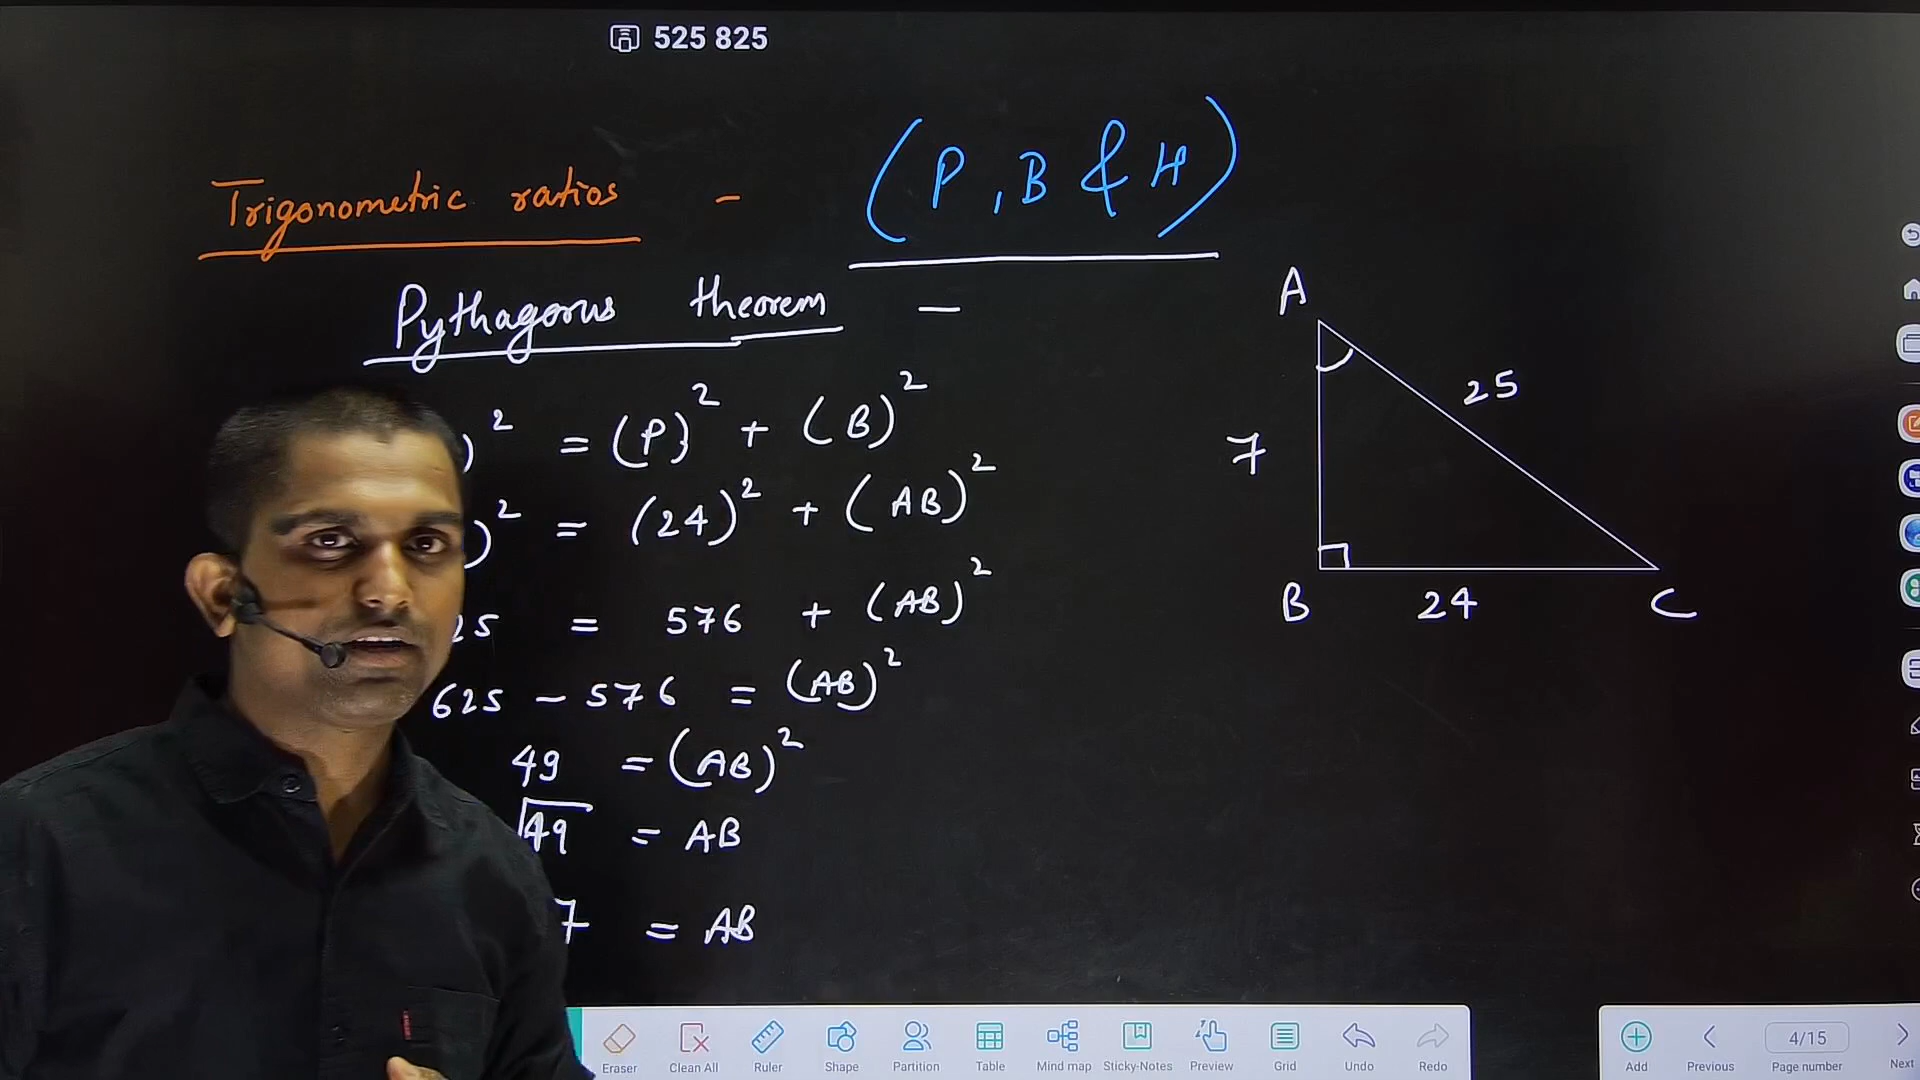 525 825
Trigonometric ratios - (P, B & H)
Pythagorus theorem -
)² = (P)² + (B)²
)² = (24)² + (AB)²
25 = 576 + (AB)²
625 - 576 = (AB)²
49 = (AB)²
√49 = AB
7 = AB
A
25
7
B 24 C
Eraser Clean All Ruler Shape Partition Table Mind map Sticky-Notes Preview Grid Undo Redo
Add Previous 4/15 Page number Next